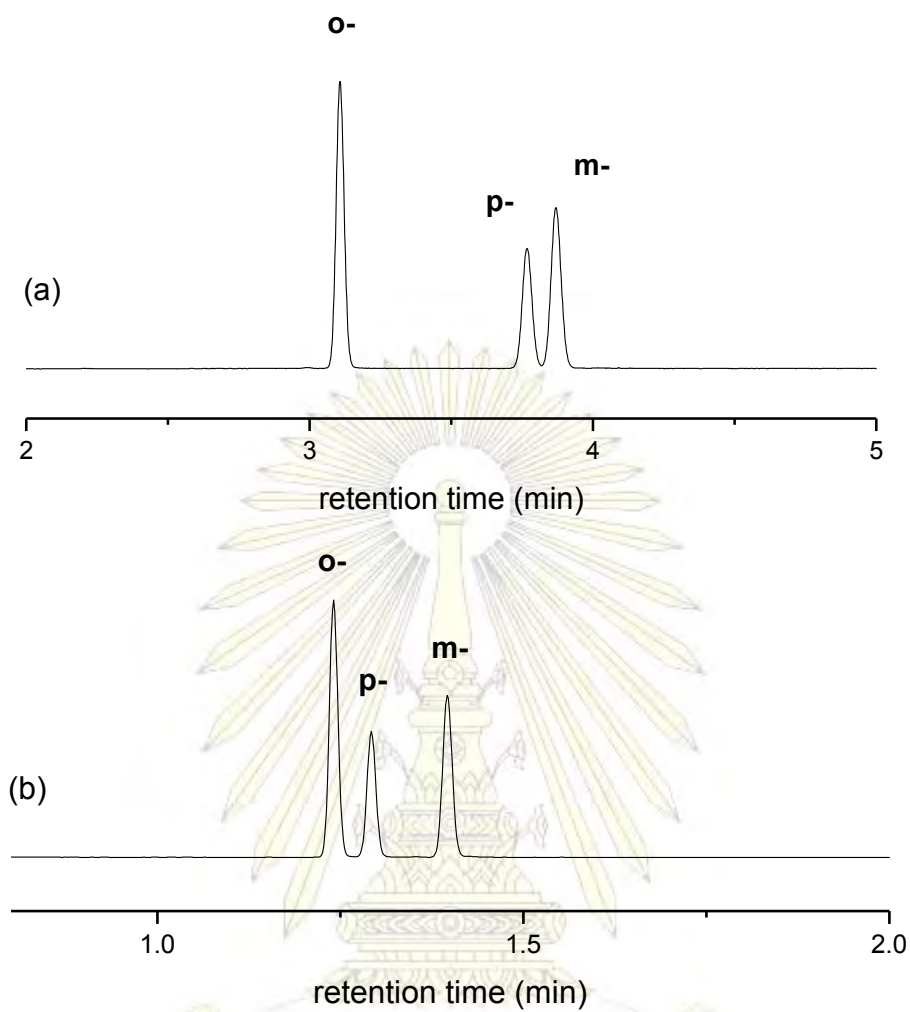 o-
m-
p-
(a)
2 3 4 5
retention time (min)
o-
m-
p-
(b)
1.0 1.5 2.0
retention time (min)